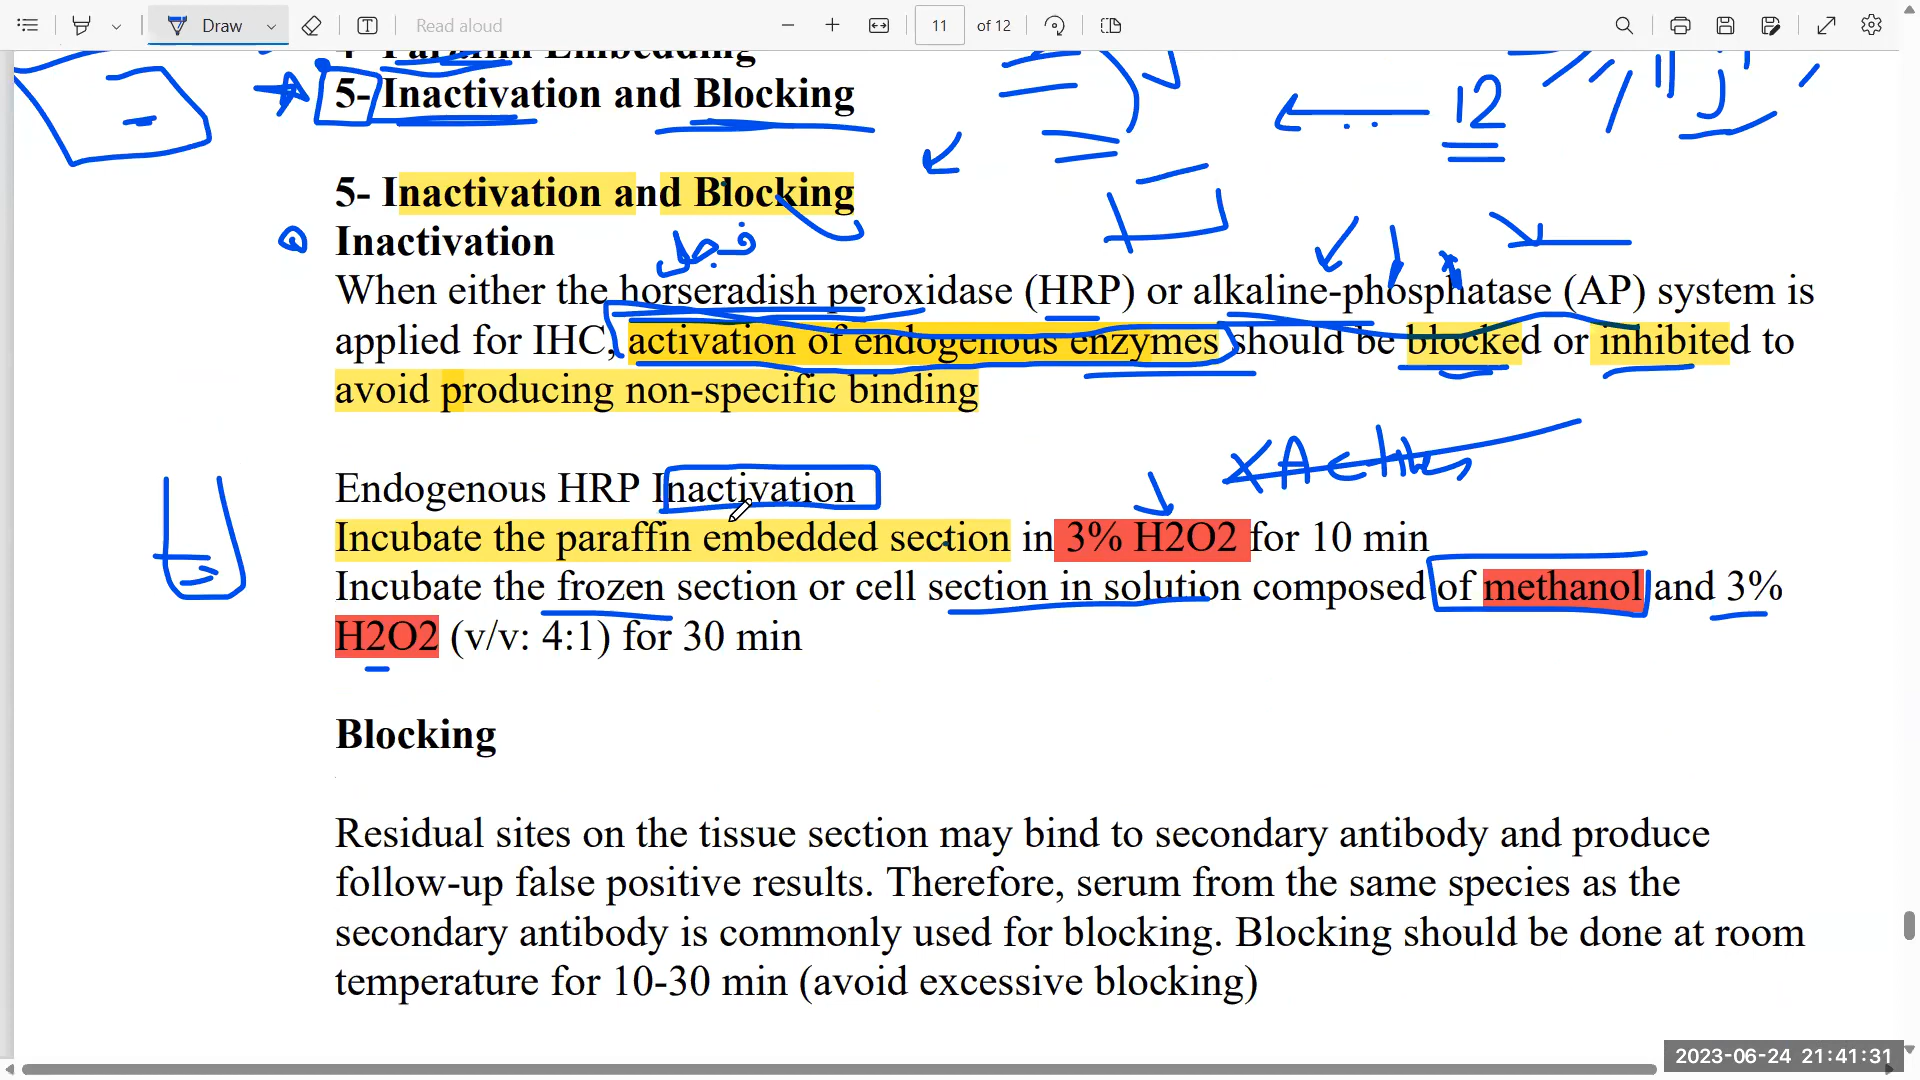 Draw
Read aloud
11 of 12
4- Paraffin Embedding
5- Inactivation and Blocking
12
5- Inactivation and Blocking
Inactivation
When either the horseradish peroxidase (HRP) or alkaline-phosphatase (AP) system is
applied for IHC, activation of endogenous enzymes should be blocked or inhibited to
avoid producing non-specific binding
Endogenous HRP Inactivation
Incubate the paraffin embedded section in 3% H2O2 for 10 min
Incubate the frozen section or cell section in solution composed of methanol and 3%
H2O2 (v/v: 4:1) for 30 min
Blocking
Residual sites on the tissue section may bind to secondary antibody and produce
follow-up false positive results. Therefore, serum from the same species as the
secondary antibody is commonly used for blocking. Blocking should be done at room
temperature for 10-30 min (avoid excessive blocking)
2023-06-24 21:41:31